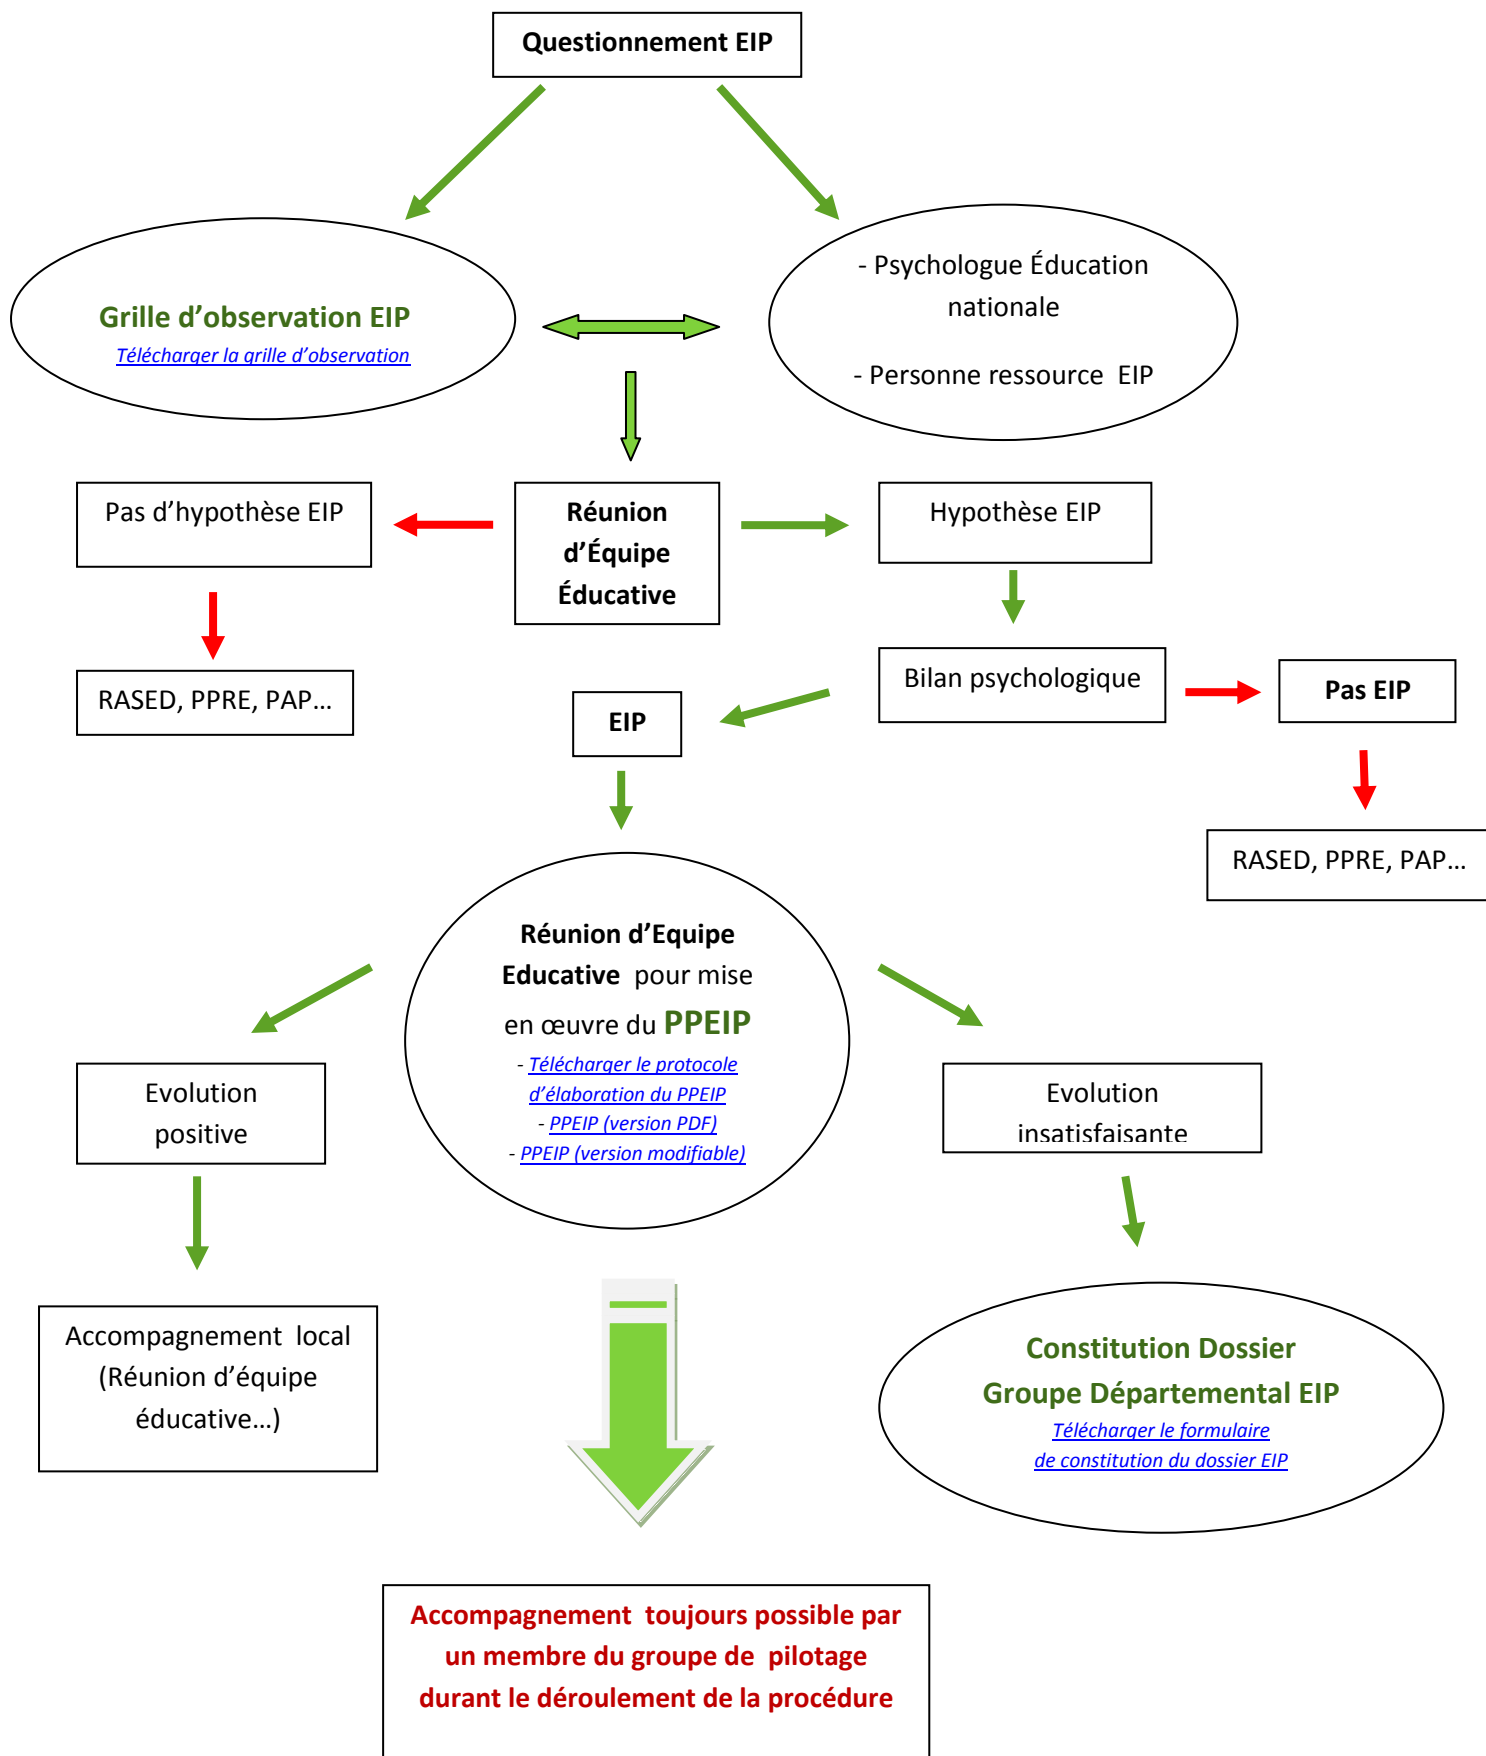 Questionnement EIP
Grille d’observation EIP
Télécharger la grille d’observation
- Psychologue Éducation
nationale
- Personne ressource  EIP
Pas d’hypothèse EIP
Réunion
d’Équipe
Éducative
Hypothèse EIP
RASED, PPRE, PAP…
EIP
Bilan psychologique
Pas EIP
RASED, PPRE, PAP…
Réunion d’Equipe
Educative  pour mise
en œuvre du PPEIP
- Télécharger le protocole
d’élaboration du PPEIP
- PPEIP (version PDF)
- PPEIP (version modifiable)
Evolution
positive
Evolution
insatisfaisante
Accompagnement  local
(Réunion d’équipe
éducative…)
Constitution Dossier
Groupe Départemental EIP
Télécharger le formulaire
de constitution du dossier EIP
Accompagnement  toujours possible par
un membre du groupe de  pilotage
durant le déroulement de la procédure